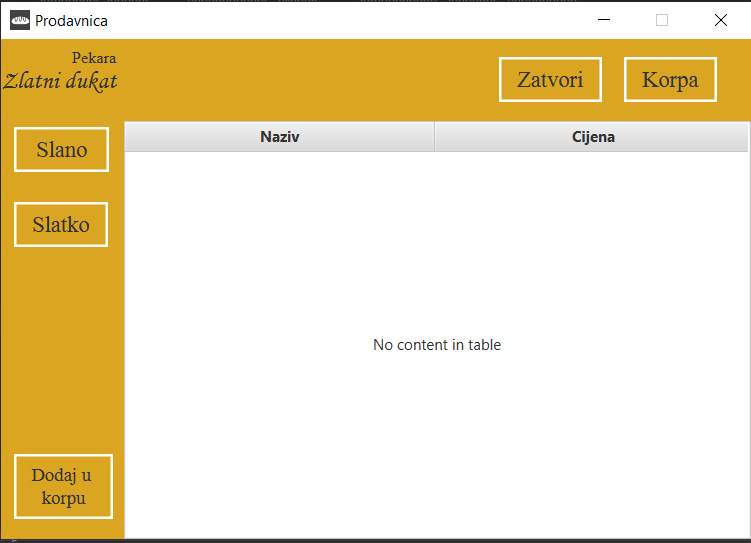 Prodavnica
Pekara
Zlatni dukat
Zatvori
Korpa
Slano
Slatko
Dodaj u
korpu
Naziv
Cijena
No content in table